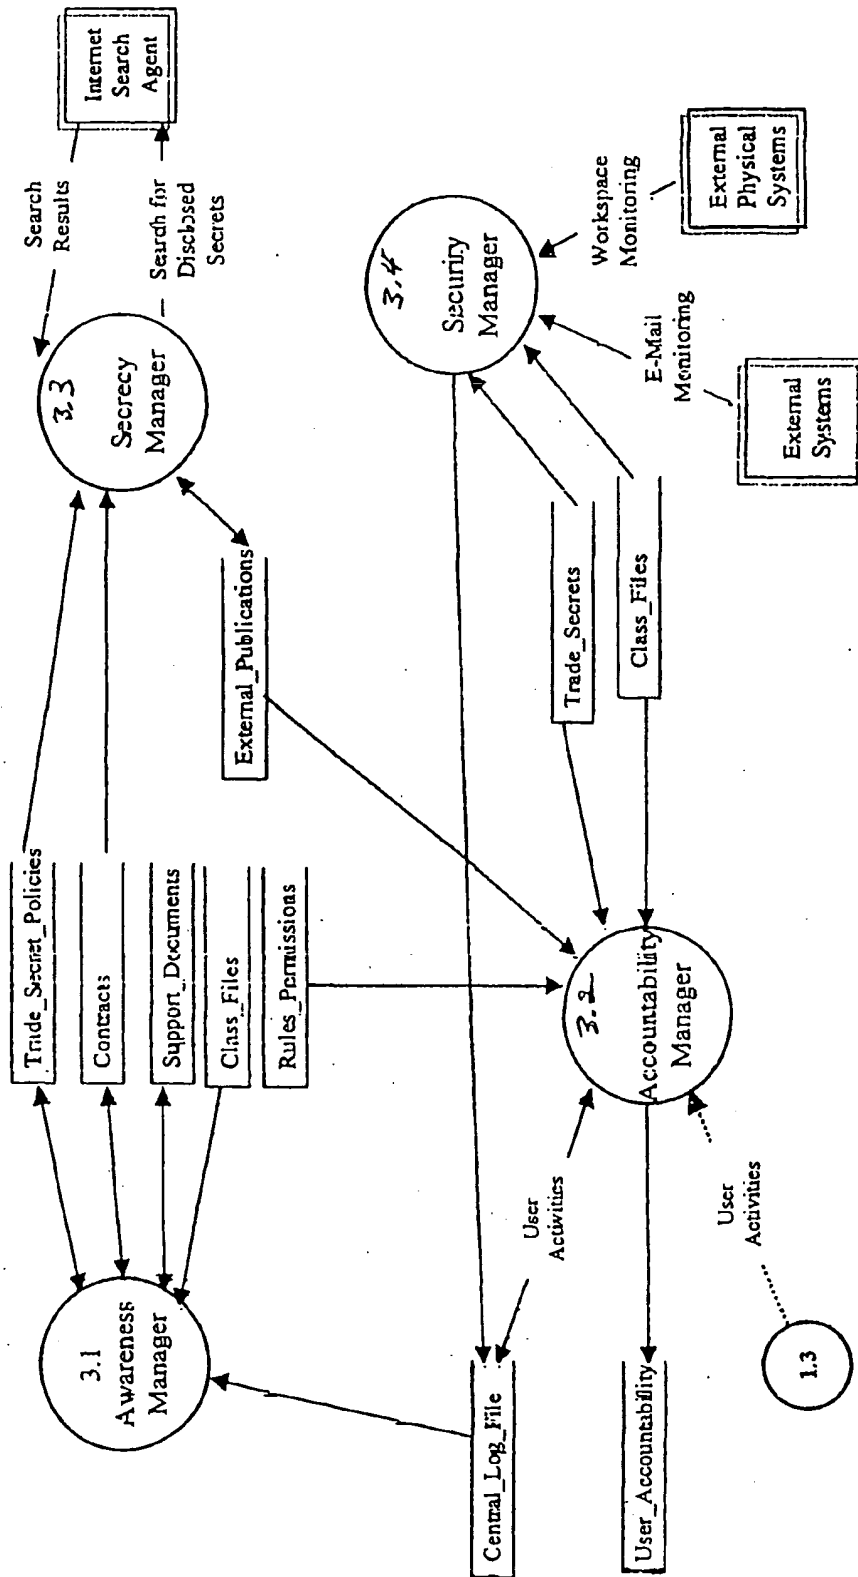 3.1
Awareness
Manager
Trade_Secret_Policies
Contracts
Support_Documents
Class_Files
Rules_Permissions
3.3
Secrecy
Manager
Search
Results
Search for
Disclosed
Secrets
Internet
Search
Agent
External_Publications
Central_Log_File
User
Activities
3.2
Accountability
Manager
Trade_Secrets
Class_Files
3.4
Security
Manager
Workspace
Monitoring
E-Mail
Monitoring
External
Physical
Systems
External
Systems
User_Accountability
User
Activities
1.3